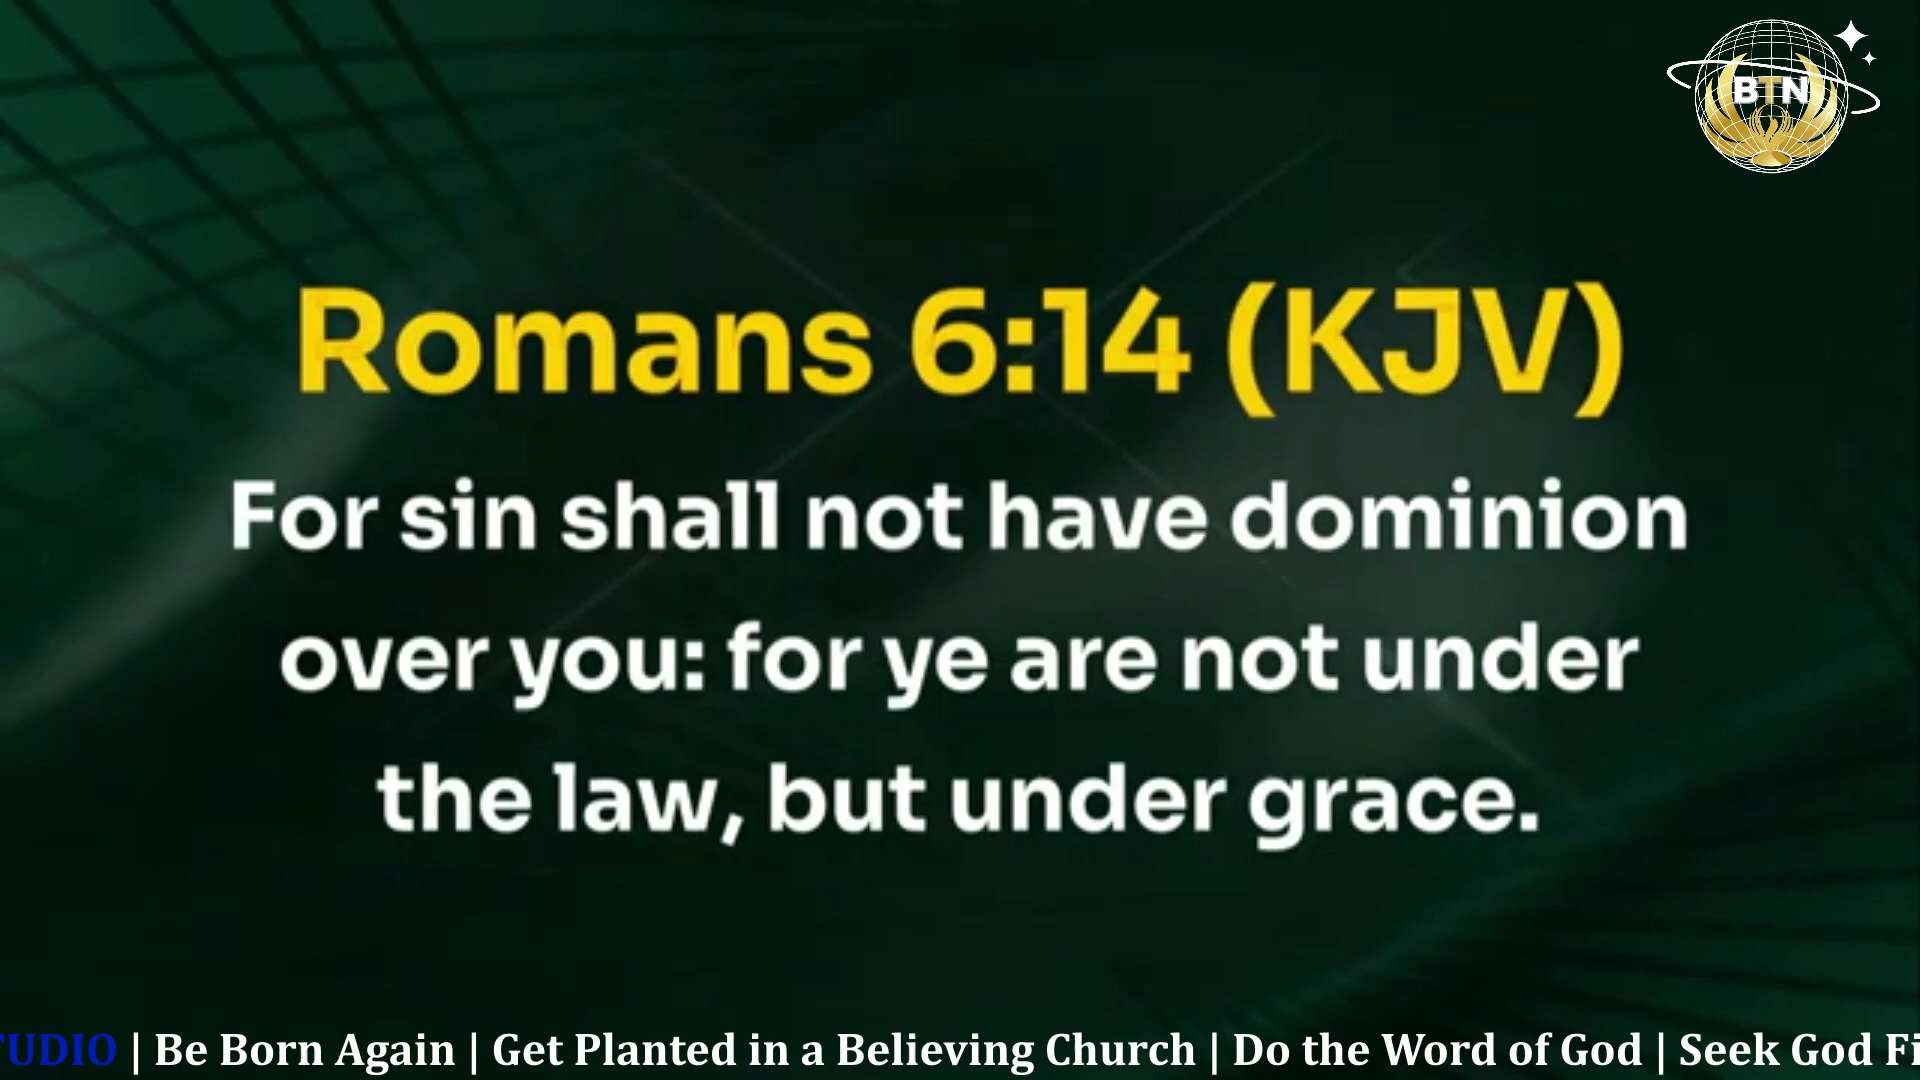 BTN
Romans 6:14 (KJV)
For sin shall not have dominion
over you: for ye are not under
the law, but under grace.
TUDIO | Be Born Again | Get Planted in a Believing Church | Do the Word of God | Seek God Fi